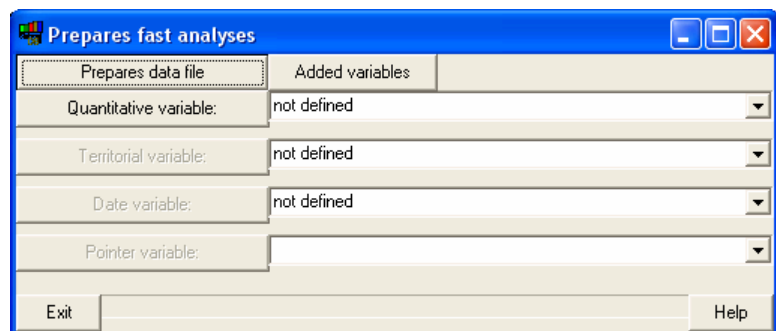 Prepares fast analyses
Prepares data file Added variables
Quantitative variable: not defined
Territorial variable: not defined
Date variable: not defined
Pointer variable:
Exit Help